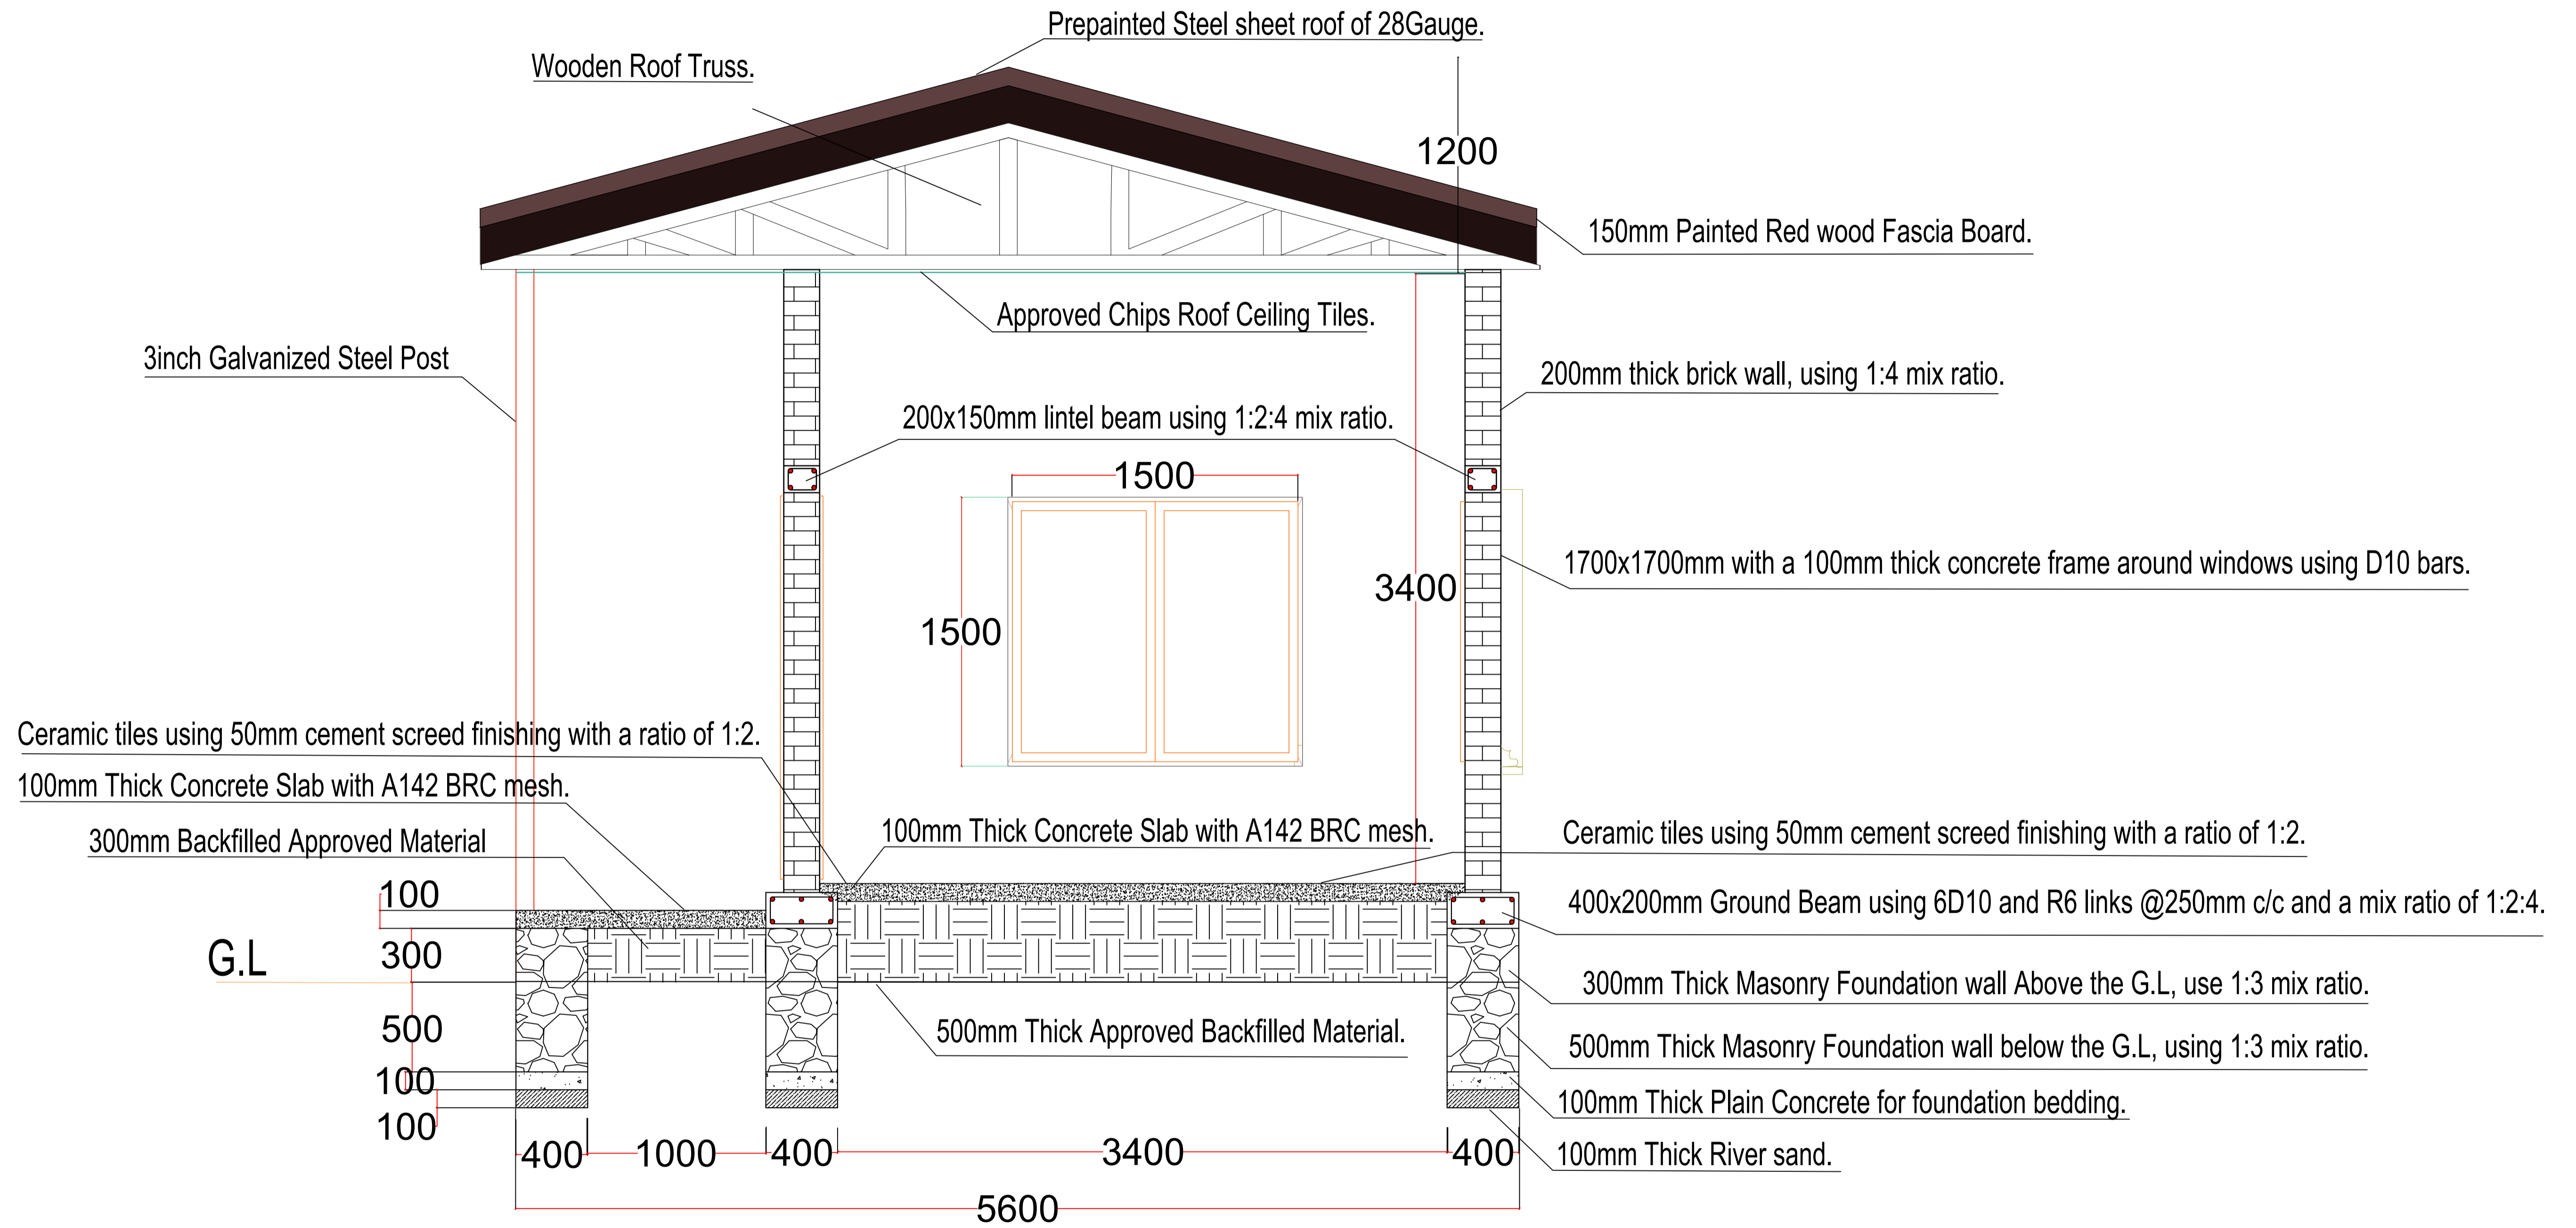 Prepainted Steel sheet roof of 28Gauge.
Wooden Roof Truss.
1200
150mm Painted Red wood Fascia Board.
Approved Chips Roof Ceiling Tiles.
3inch Galvanized Steel Post
200mm thick brick wall, using 1:4 mix ratio.
200x150mm lintel beam using 1:2:4 mix ratio.
1500
1700x1700mm with a 100mm thick concrete frame around windows using D10 bars.
3400
1500
Ceramic tiles using 50mm cement screed finishing with a ratio of 1:2.
100mm Thick Concrete Slab with A142 BRC mesh.
300mm Backfilled Approved Material
100mm Thick Concrete Slab with A142 BRC mesh.
Ceramic tiles using 50mm cement screed finishing with a ratio of 1:2.
100
400x200mm Ground Beam using 6D10 and R6 links @250mm c/c and a mix ratio of 1:2:4.
G.L
300
300mm Thick Masonry Foundation wall Above the G.L, use 1:3 mix ratio.
500
500mm Thick Approved Backfilled Material.
500mm Thick Masonry Foundation wall below the G.L, using 1:3 mix ratio.
100
100mm Thick Plain Concrete for foundation bedding.
100
400
1000
400
3400
400
100mm Thick River sand.
5600